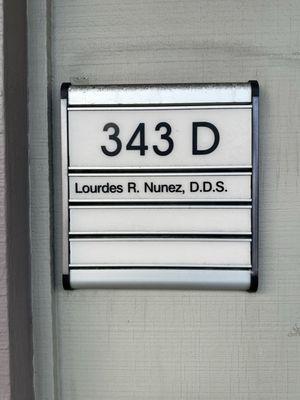 343 D
Lourdes R. Nunez, D.D.S.